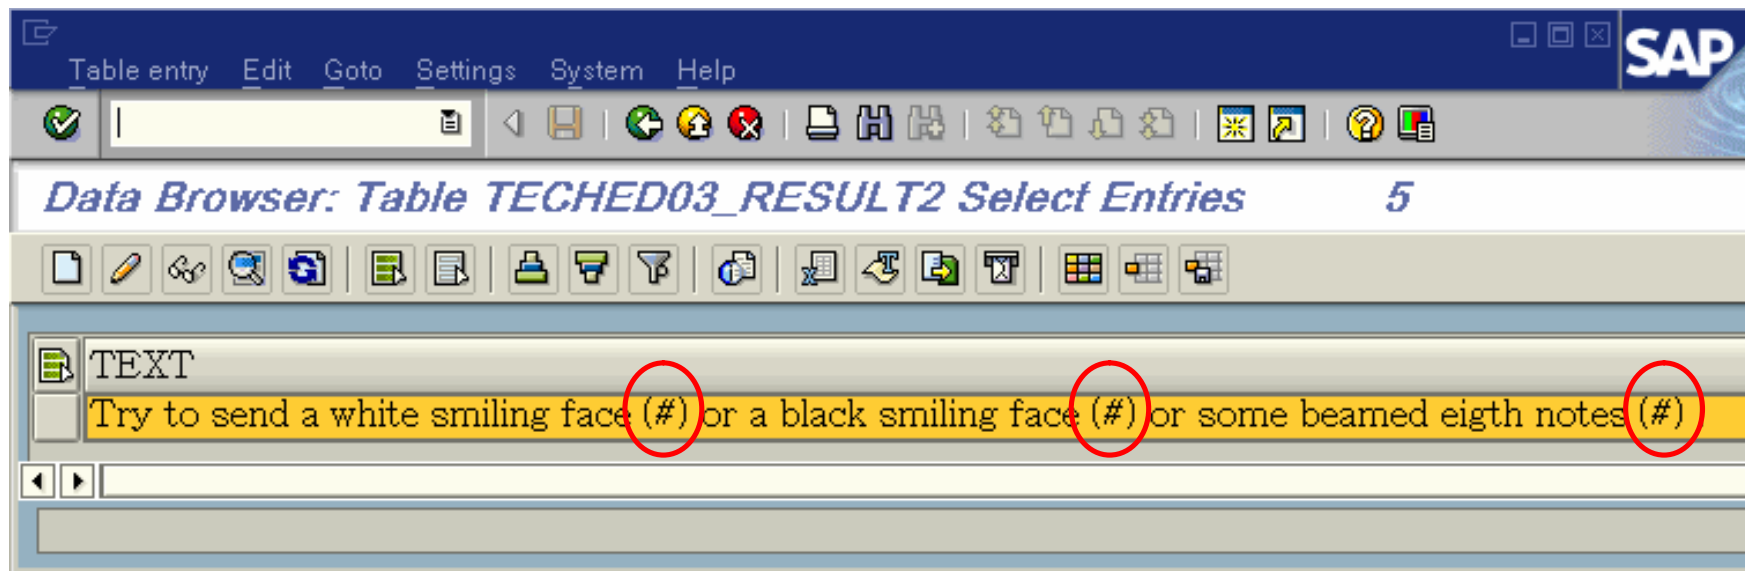 SAP
Table entry Edit Goto Settings System Help
Data Browser: Table TECHED03_RESULT2 Select Entries 5
TEXT
Try to send a white smiling face (#) or a black smiling face (#) or some beamed eigth notes (#)